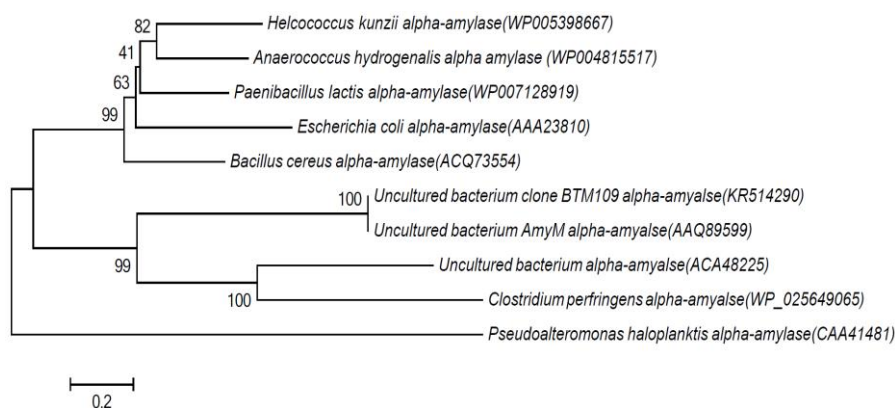 Helcococcus kunzii alpha-amylase(WP005398667)
82
Anaerococcus hydrogenalis alpha amylase (WP004815517)
41
63
Paenibacillus lactis alpha-amylase(WP007128919)
99
Escherichia coli alpha-amylase(AAA23810)
Bacillus cereus alpha-amylase(ACQ73554)
Uncultured bacterium clone BTM109 alpha-amyalse(KR514290)
100
Uncultured bacterium AmyM alpha-amyalse(AAQ89599)
99
Uncultured bacterium alpha-amyalse(ACA48225)
100
Clostridium perfringens alpha-amyalse(WP_025649065)
Pseudoalteromonas haloplanktis alpha-amylase(CAA41481)
0.2